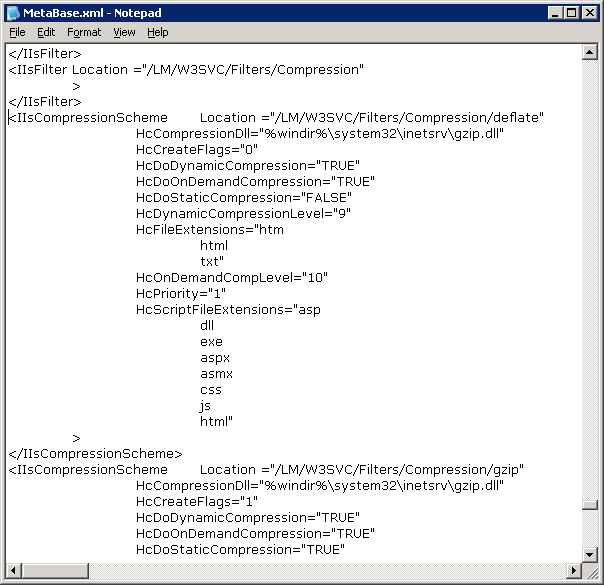 MetaBase.xml - Notepad
File Edit Format View Help
</IIsFilter>
<IIsFilter Location ="/LM/W3SVC/Filters/Compression"
>
</IIsFilter>
<IIsCompressionScheme Location ="/LM/W3SVC/Filters/Compression/deflate"
HcCompressionDll="%windir%\system32\inetsrv\gzip.dll"
HcCreateFlags="0"
HcDoDynamicCompression="TRUE"
HcDoOnDemandCompression="TRUE"
HcDoStaticCompression="FALSE"
HcDynamicCompressionLevel="9"
HcFileExtensions="htm
html
txt"
HcOnDemandCompLevel="10"
HcPriority="1"
HcScriptFileExtensions="asp
dll
exe
aspx
asmx
css
js
html"
>
</IIsCompressionScheme>
<IIsCompressionScheme Location ="/LM/W3SVC/Filters/Compression/gzip"
HcCompressionDll="%windir%\system32\inetsrv\gzip.dll"
HcCreateFlags="1"
HcDoDynamicCompression="TRUE"
HcDoOnDemandCompression="TRUE"
HcDoStaticCompression="TRUE"